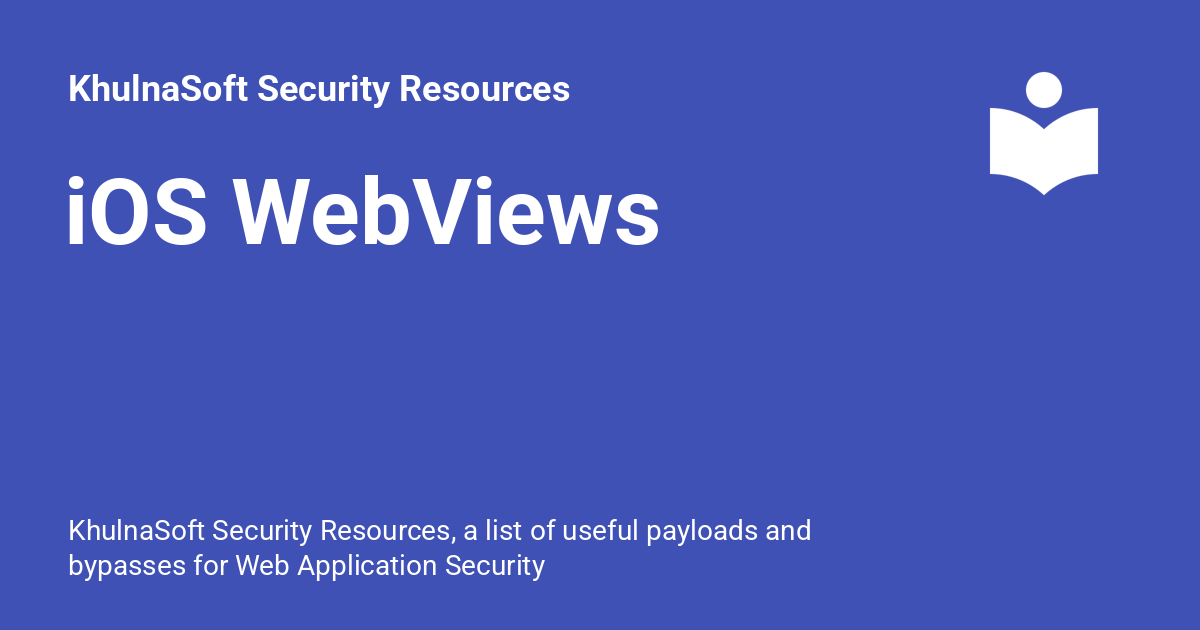 KhulnaSoft Security Resources
iOS WebViews
KhulnaSoft Security Resources, a list of useful payloads and
bypasses for Web Application Security